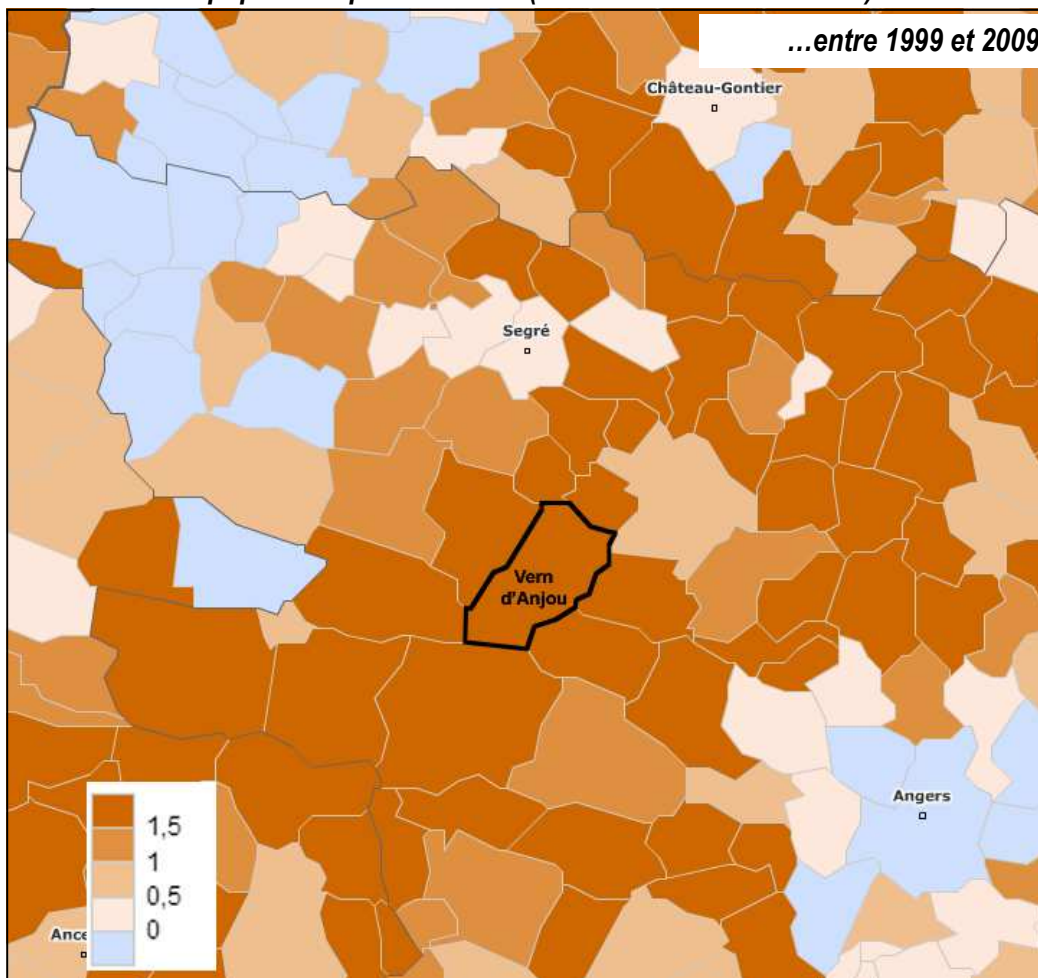 …entre 1999 et 2009
Château-Gontier
Segré
Vern
d'Anjou
Angers
1,5
1
0,5
0
Ance